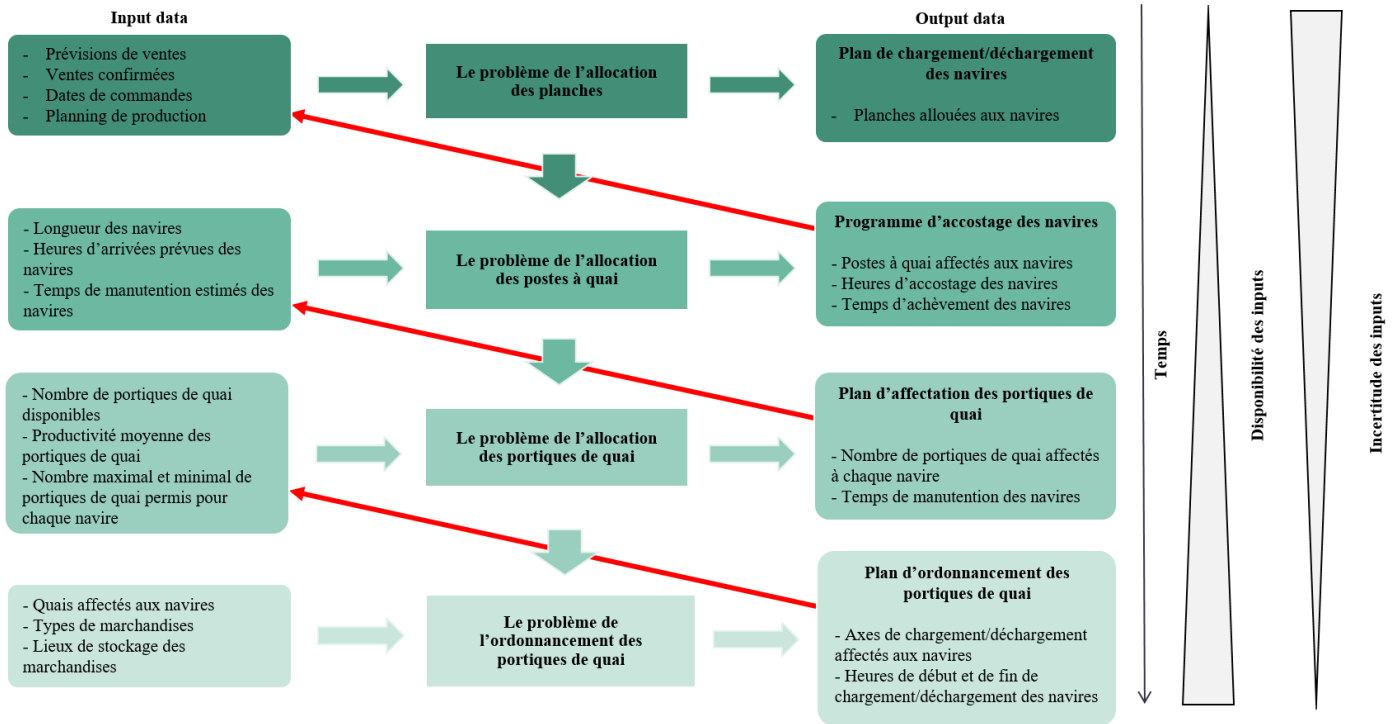 Input data
Output data
- Prévisions de ventes
- Ventes confirmées
- Dates de commandes
- Planning de production
Le problème de l'allocation
des planches
Plan de chargement/déchargement
des navires
- Planches allouées aux navires
- Longueur des navires
- Heures d'arrivées prévues des
navires
- Temps de manutention estimés des
navires
Le problème de l'allocation
des postes à quai
Programme d'accostage des navires
- Postes à quai affectés aux navires
- Heures d'accostage des navires
- Temps d'achèvement des navires
- Nombre de portiques de quai
disponibles
- Productivité moyenne des
portiques de quai
- Nombre maximal et minimal de
portiques de quai permis pour
chaque navire
Le problème de l'allocation
des portiques de quai
Plan d'affectation des portiques de
quai
- Nombre de portiques de quai affectés
à chaque navire
- Temps de manutention des navires
- Quais affectés aux navires
- Types de marchandises
- Lieux de stockage des
marchandises
Le problème de
l'ordonnancement des
portiques de quai
Plan d'ordonnancement des
portiques de quai
- Axes de chargement/déchargement
affectés aux navires
- Heures de début et de fin de
chargement/déchargement des navires
Temps
Disponibilité des inputs
Incertitude des inputs